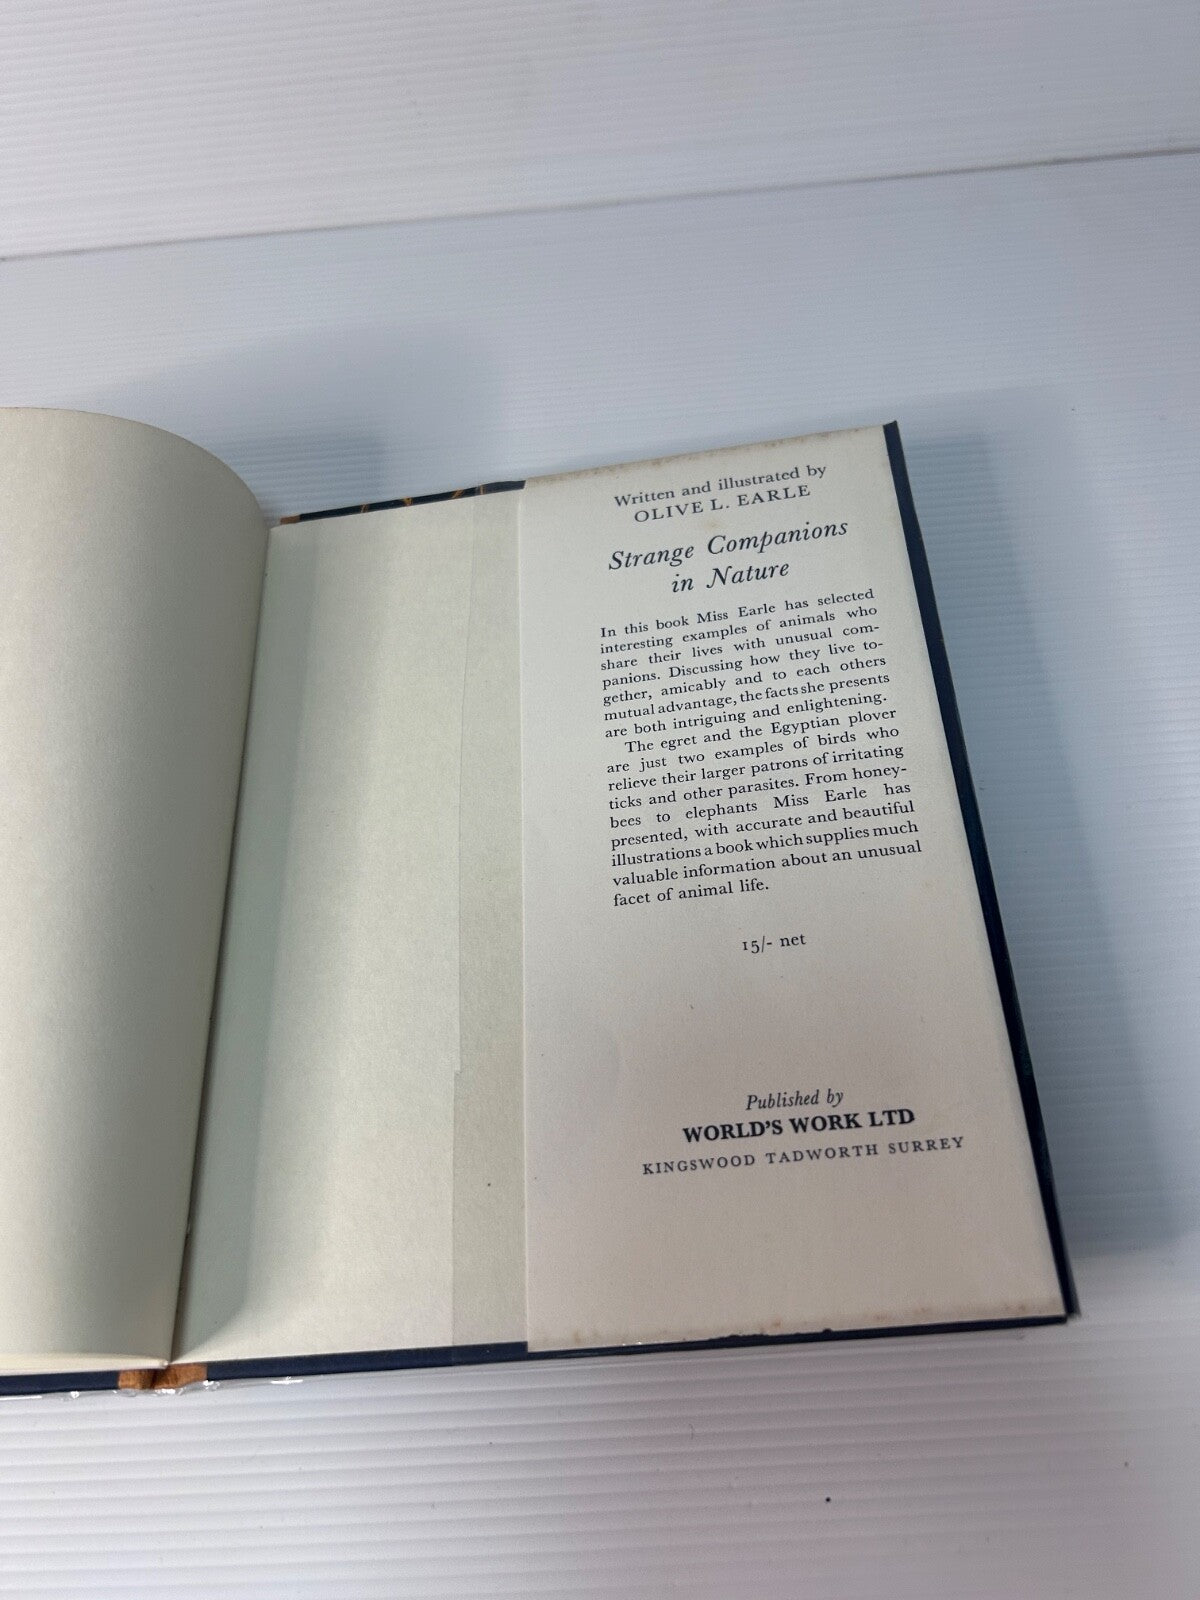 Written and illustrated by
OLIVE L. EARLE
Strange Companions
in Nature
In this book Miss Earle has selected
interesting examples of animals who
share their lives with unusual com-
panions. Discussing how they live to-
gether, amicably and to each others
mutual advantage, the facts she presents
are both intriguing and enlightening.
The egret and the Egyptian plover
are just two examples of birds who
relieve their larger patrons of irritating
ticks and other parasites. From honey-
bees to elephants Miss Earle has
presented, with accurate and beautiful
illustrations a book which supplies much
valuable information about an unusual
facet of animal life.
15/- net
Published by
WORLD'S WORK LTD
KINGSWOOD TADWORTH SURREY